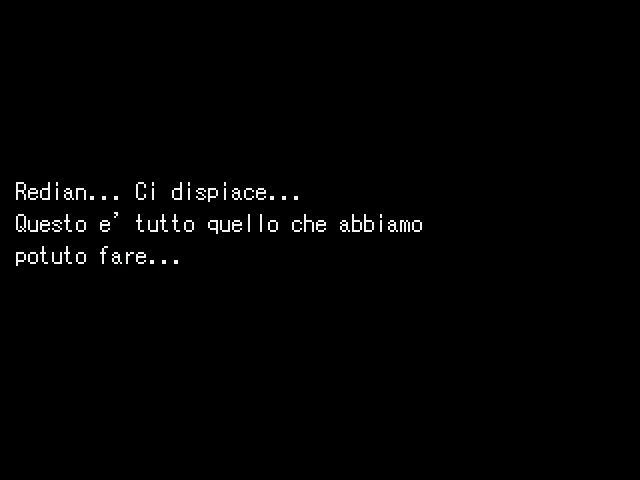 Redian... Ci dispiace...
Questo e' tutto quello che abbiamo
potuto fare...